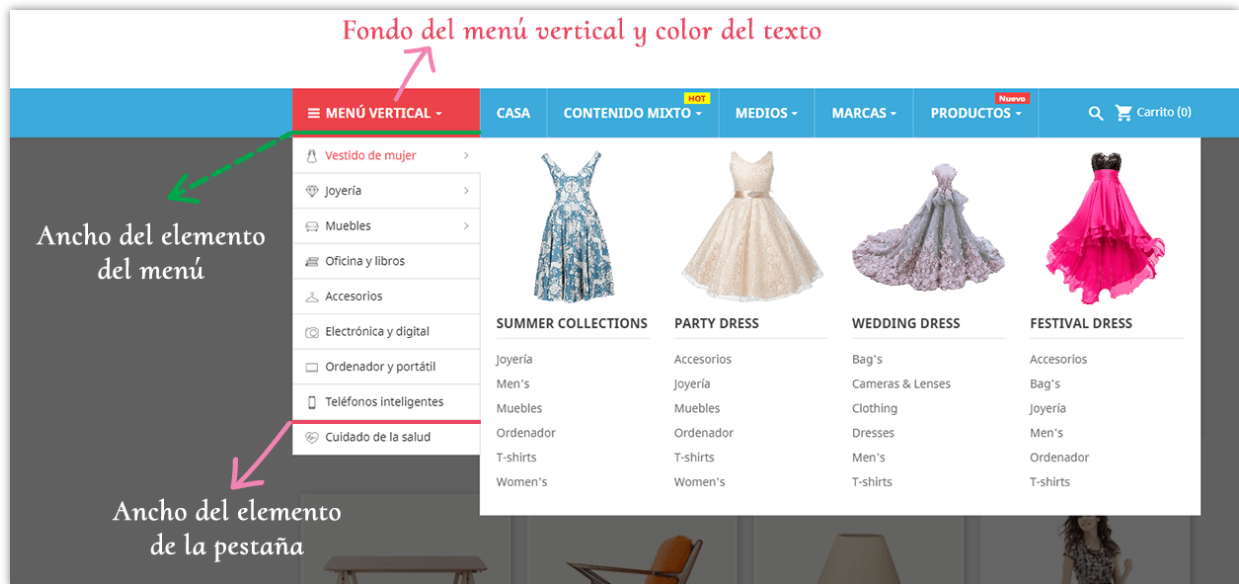 Fondo del menú vertical y color del texto
HOT
Nuevo
MENÚ VERTICAL
CASA
CONTENIDO MIXTO
MEDIOS
MARCAS
PRODUCTOS
Carrito (0)
Vestido de mujer
Joyería
Muebles
Oficina y libros
Accesorios
Electrónica y digital
Ordenador y portátil
Teléfonos inteligentes
Cuidado de la salud
Ancho del elemento
del menú
Ancho del elemento
de la pestaña
SUMMER COLLECTIONS
Joyería
Men's
Muebles
Ordenador
T-shirts
Women's
PARTY DRESS
Accesorios
Joyería
Muebles
Ordenador
T-shirts
Women's
WEDDING DRESS
Bag's
Cameras & Lenses
Clothing
Dresses
Men's
T-shirts
FESTIVAL DRESS
Accesorios
Bag's
Joyería
Men's
Ordenador
T-shirts